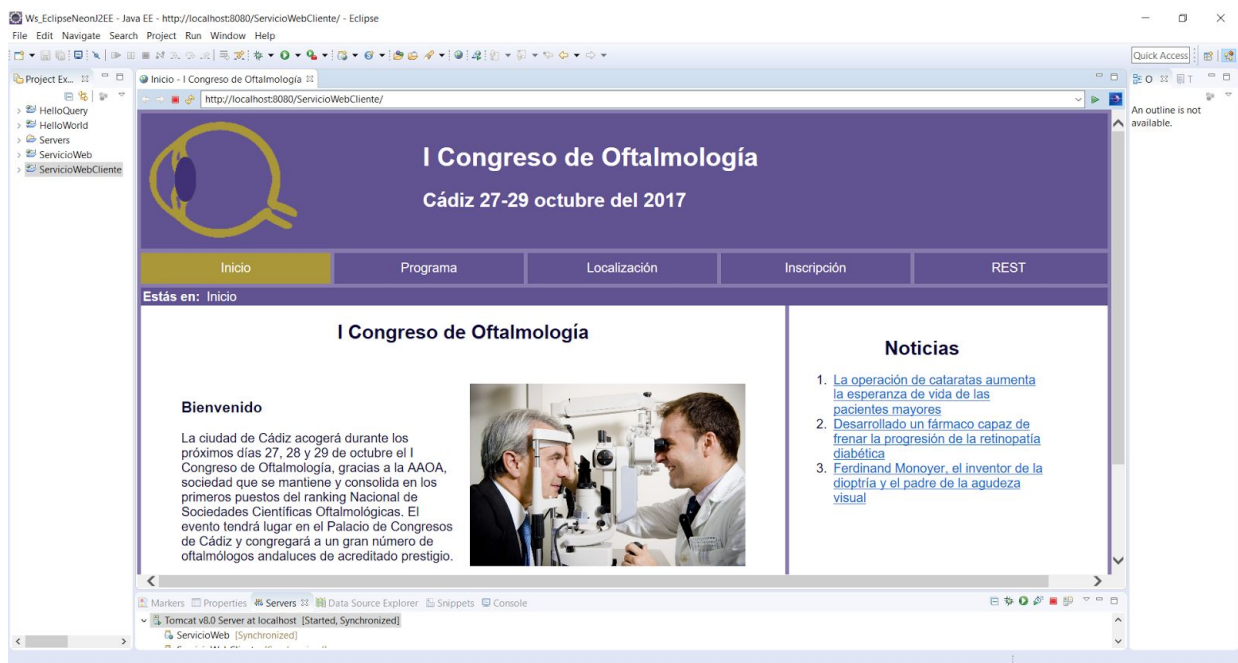 Ws_EclipseNeonJ2EE - Java EE - http://localhost:8080/ServicioWebCliente/ - Eclipse
File Edit Navigate Search Project Run Window Help
Quick Access
Project Ex...
HelloQuery
HelloWorld
Servers
ServicioWeb
ServicioWebCliente
Inicio - I Congreso de Oftalmología
http://localhost:8080/ServicioWebCliente/
I Congreso de Oftalmología
Cádiz 27-29 octubre del 2017
Inicio Programa Localización Inscripción REST
Estás en: Inicio
I Congreso de Oftalmología
Bienvenido
La ciudad de Cádiz acogerá durante los
próximos días 27, 28 y 29 de octubre el I
Congreso de Oftalmología, gracias a la AAOA,
sociedad que se mantiene y consolida en los
primeros puestos del ranking Nacional de
Sociedades Científicas Oftalmológicas. El
evento tendrá lugar en el Palacio de Congresos
de Cádiz y congregará a un gran número de
oftalmólogos andaluces de acreditado prestigio.
Noticias
1. La operación de cataratas aumenta
la esperanza de vida de las
pacientes mayores
2. Desarrollado un fármaco capaz de
frenar la progresión de la retinopatía
diabética
3. Ferdinand Monoyer, el inventor de la
dioptría y el padre de la agudeza
visual
O T
An outline is not
available.
Markers Properties Servers Data Source Explorer Snippets Console
Tomcat v8.0 Server at localhost [Started, Synchronized]
ServicioWeb [Synchronized]